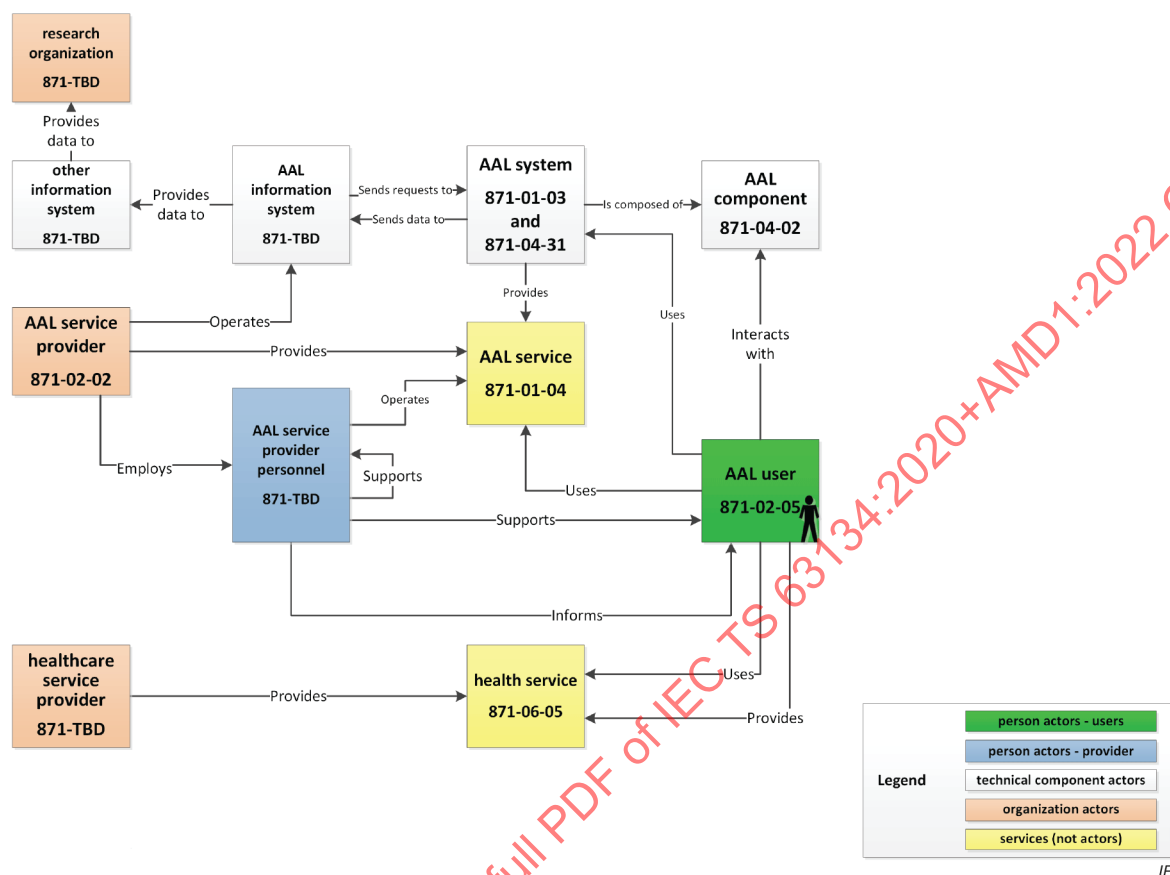 research
organization
871-TBD
Provides
data to
other
information
system
871-TBD
Provides
data to
AAL
information
system
871-TBD
Sends requests to
Sends data to
AAL system
871-01-03
and
871-04-31
Is composed of
AAL
component
871-04-02
Provides
Uses
Interacts
with
AAL service
provider
871-02-02
Operates
Provides
AAL service
871-01-04
Employs
AAL service
provider
personnel
871-TBD
Operates
Supports
Uses
Supports
AAL user
871-02-05
Informs
healthcare
service
provider
871-TBD
Provides
health service
871-06-05
Uses
Provides
Legend
person actors - users
person actors - provider
technical component actors
organization actors
services (not actors)
full PDF of IEC TS 63134:2020+AMD1:2022